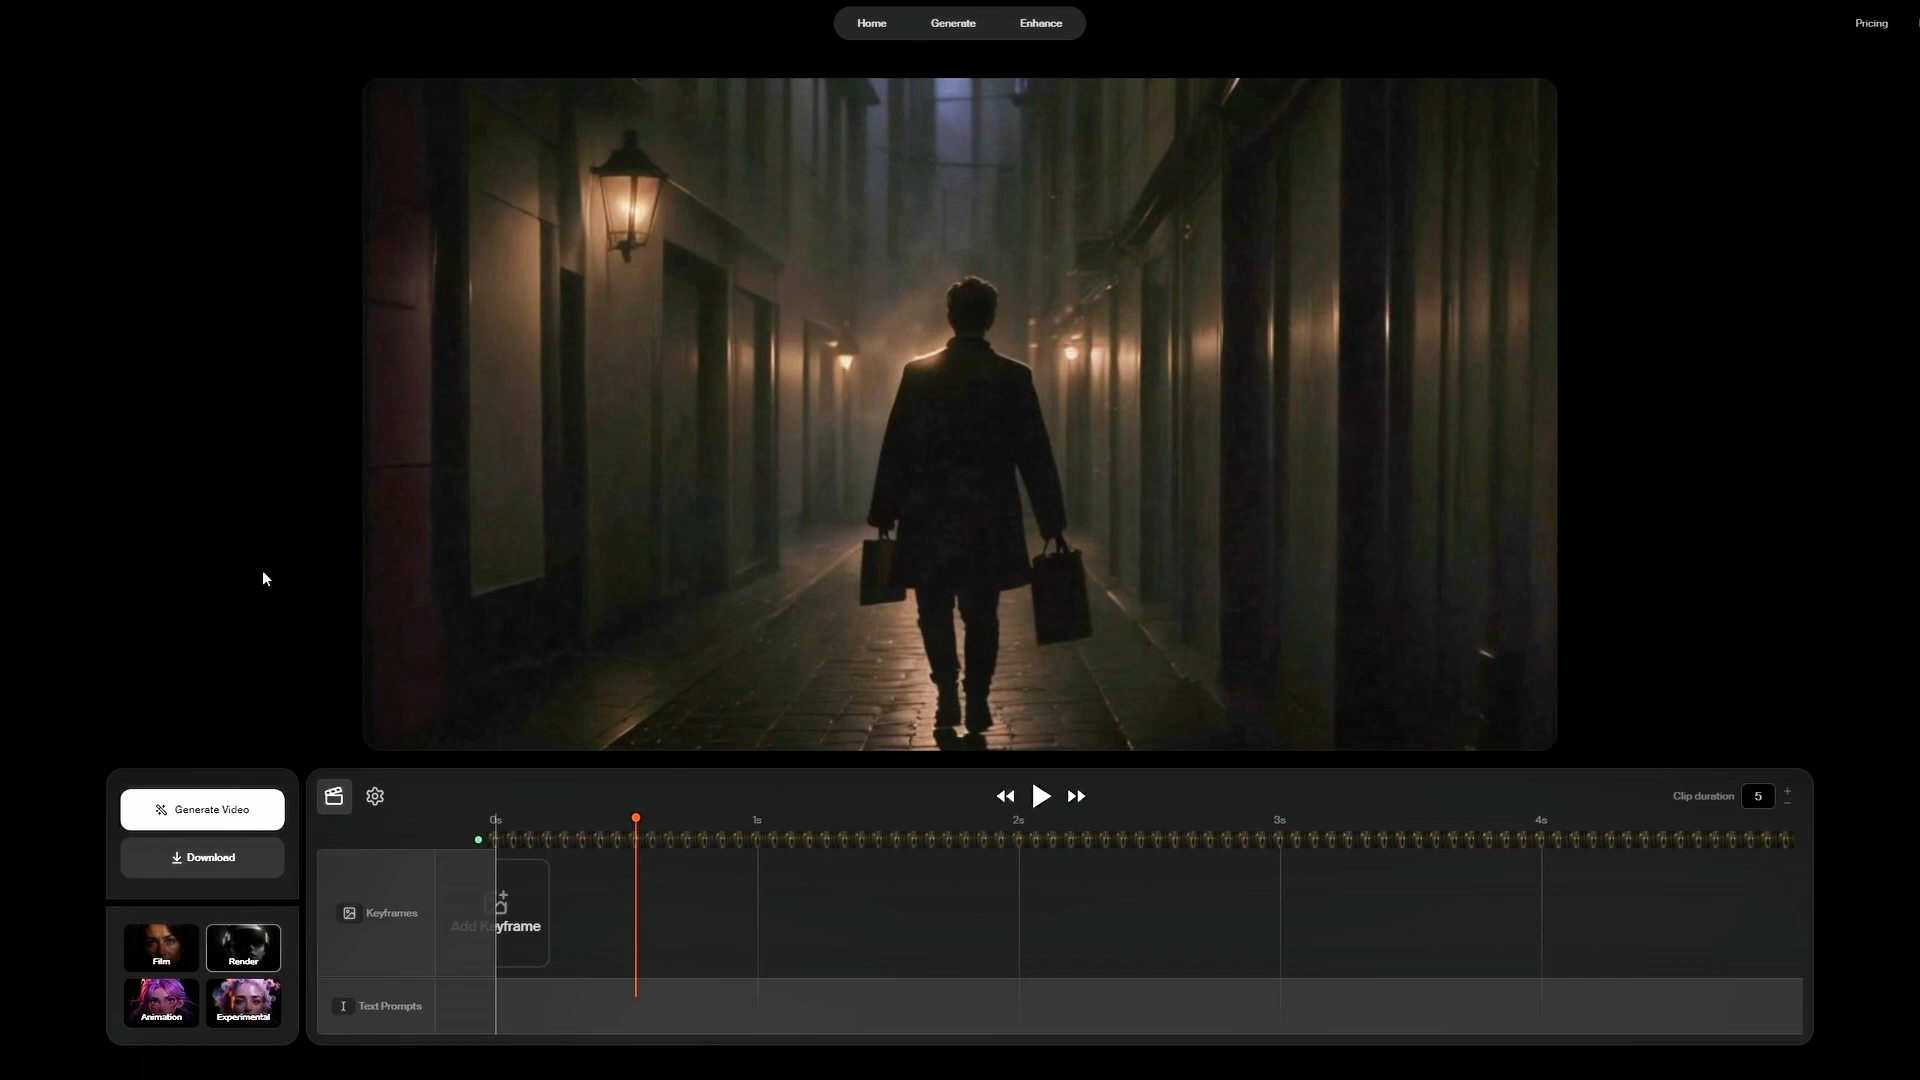 Home Generate Enhance
Pricing
Generate Video
Download
Film Render
Animation Experimental
Clip duration 5
0s 1s 2s 3s 4s
Keyframes
Add Keyframe
Text Prompts